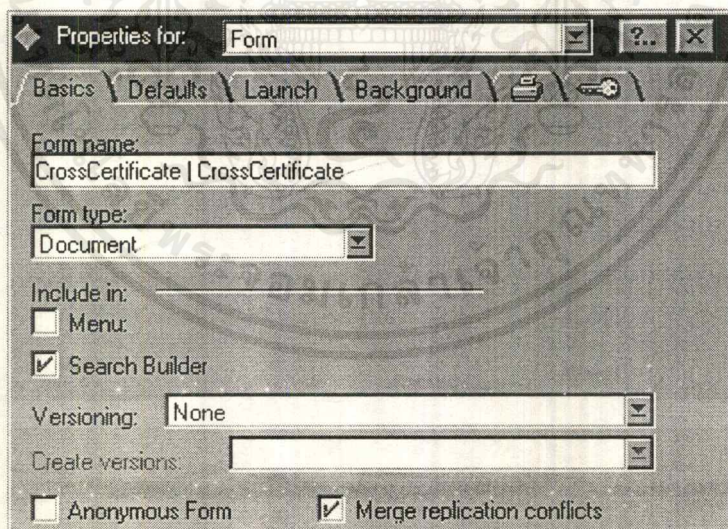 Properties for: Form ?..
Basics Defaults Launch Background
Form name:
CrossCertificate | CrossCertificate
Form type:
Document
Include in:
Menu:
Search Builder
Versioning: None
Create versions:
Anonymous Form Merge replication conflicts